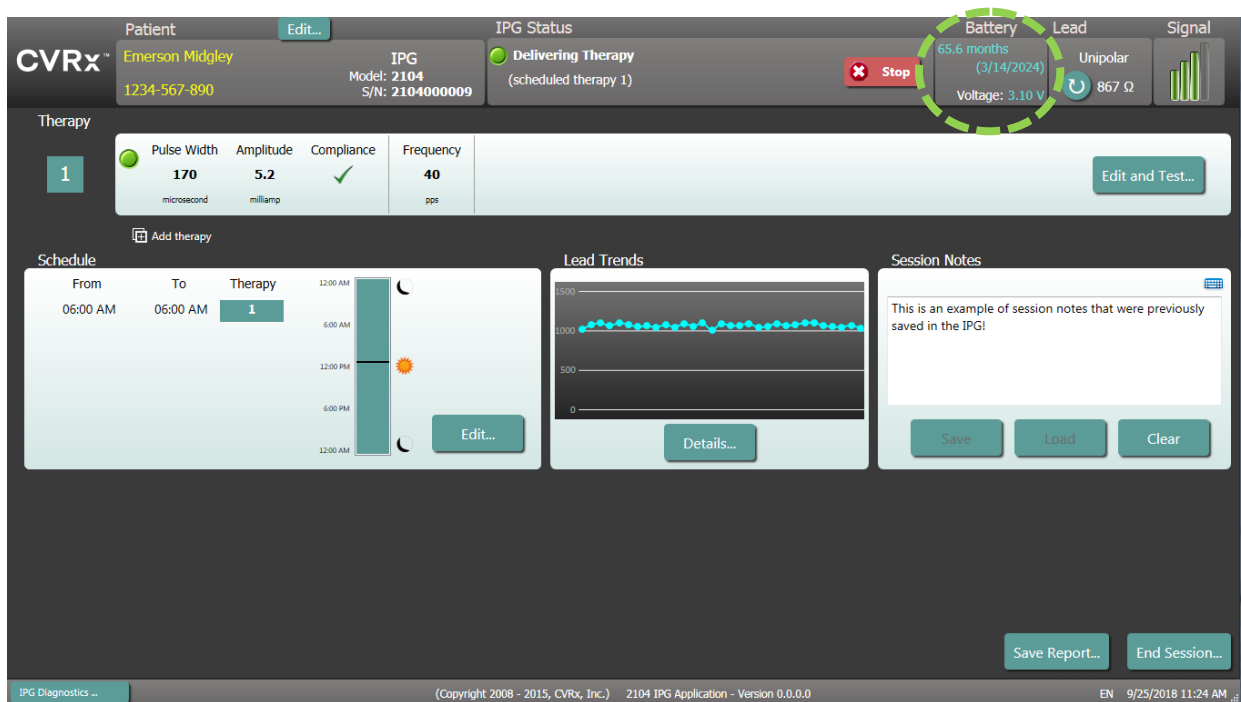 Patient Edit... IPG Status Battery Lead Signal
CVRx™
Emerson Midgley
1234-567-890
IPG
Model: 2104
S/N: 2104000009
Delivering Therapy
(scheduled therapy 1)
Stop
65.6 months
(3/14/2024)
Voltage: 3.10 V
Unipolar
867 Ω
Therapy
1
Pulse Width Amplitude Compliance Frequency
170 5.2 40
microsecond milliamp pps
Edit and Test...
Add therapy
Schedule
From To Therapy
06:00 AM 06:00 AM 1
12:00 AM
6:00 AM
12:00 PM
6:00 PM
12:00 AM
Edit...
Lead Trends
1500
1000
500
0
Details...
Session Notes
This is an example of session notes that were previously
saved in the IPG!
Save Load Clear
Save Report... End Session...
IPG Diagnostics ... (Copyright 2008 - 2015, CVRx, Inc.) 2104 IPG Application - Version 0.0.0.0 EN 9/25/2018 11:24 AM